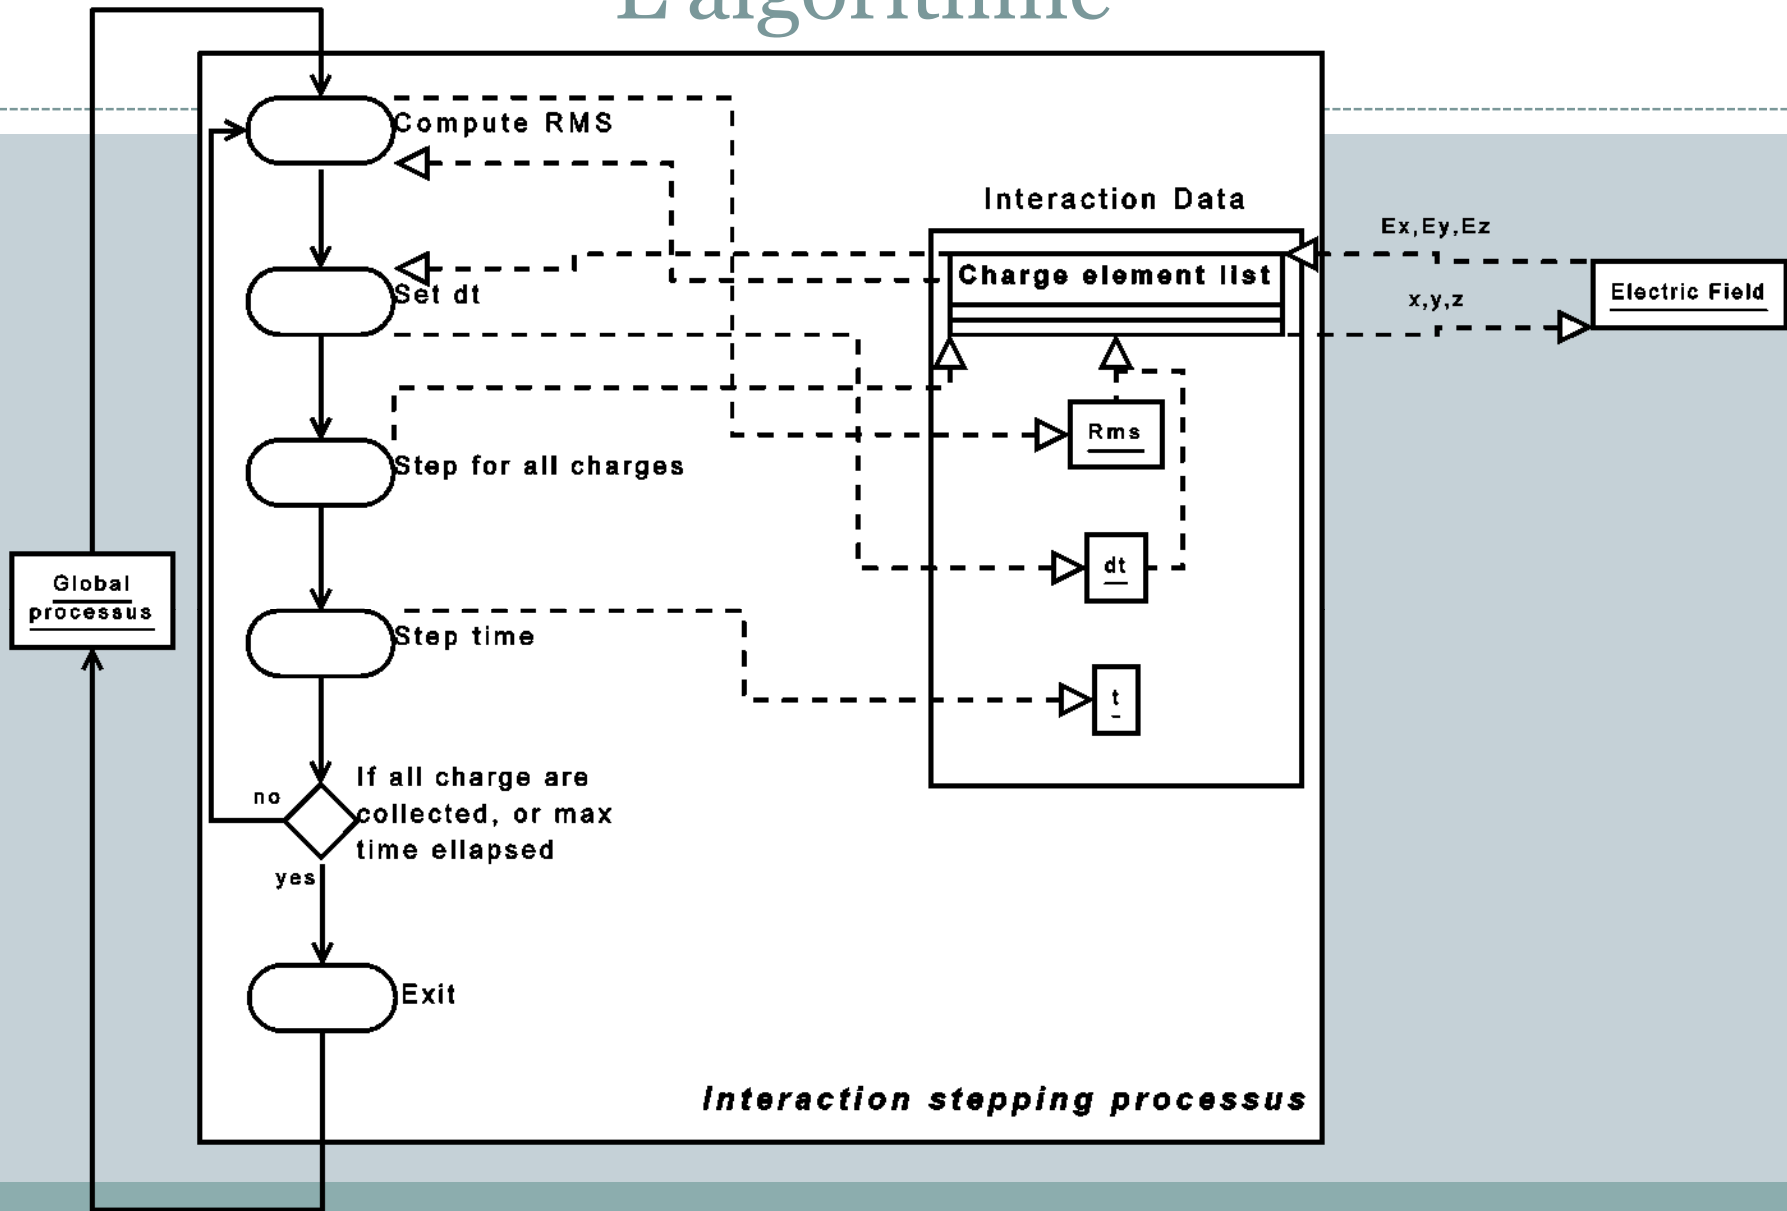 L'algorithme
Compute RMS
Interaction Data
Ex,Ey,Ez
Charge element list
Electric Field
Set dt
x,y,z
Rms
Step for all charges
dt
Global
processus
Step time
t
If all charge are
no
collected, or max
time ellapsed
yes
Exit
Interaction stepping processus